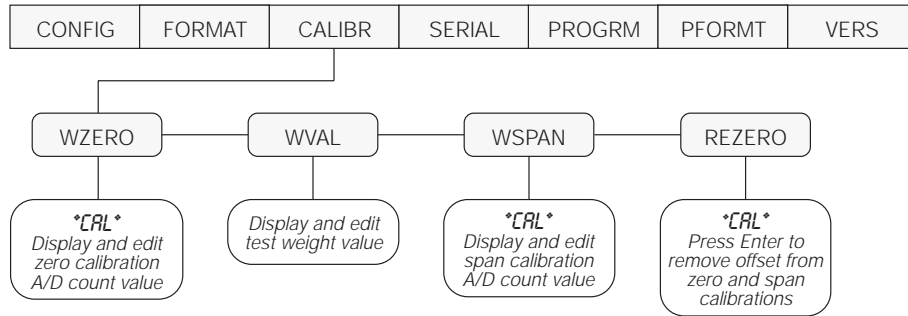 CONFIG FORMAT CALIBR SERIAL PROGRM PFORMT VERS
WZERO WVAL WSPAN REZERO
*CAL*
Display and edit
zero calibration
A/D count value
Display and edit
test weight value
*CAL*
Display and edit
span calibration
A/D count value
*CAL*
Press Enter to
remove offset from
zero and span
calibrations